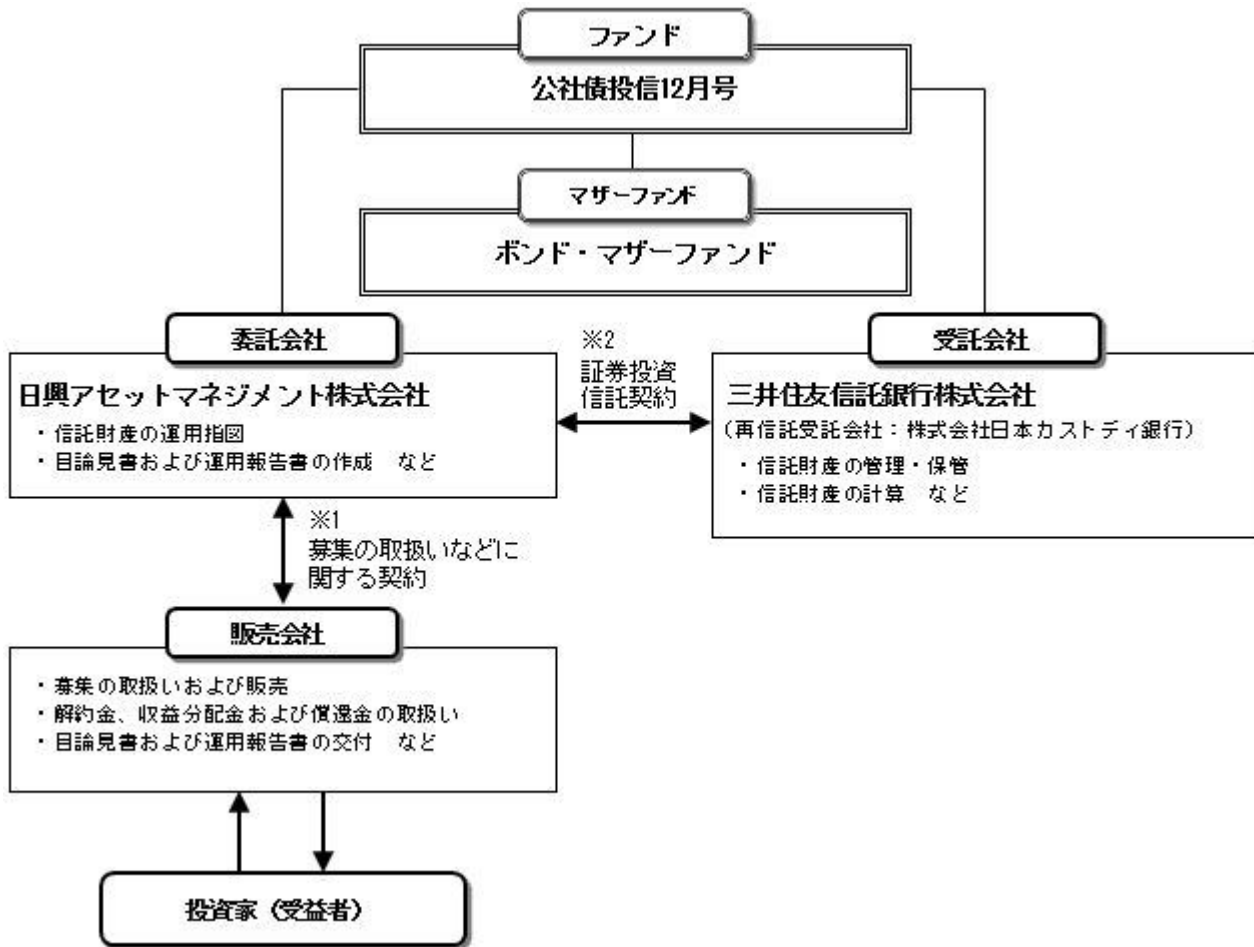 ファンド
公社債投信12月号
マザーファンド
ボンド・マザーファンド
委託会社
日興アセットマネジメント株式会社
・信託財産の運用指図
・目論見書および運用報告書の作成　など
※2
証券投資
信託契約
受託会社
三井住友信託銀行株式会社
（再信託受託会社：株式会社日本カストディ銀行）
・信託財産の管理・保管
・信託財産の計算　など
※1
募集の取扱いなどに
関する契約
販売会社
・募集の取扱いおよび販売
・解約金、収益分配金および償還金の取扱い
・目論見書および運用報告書の交付　など
投資家（受益者）